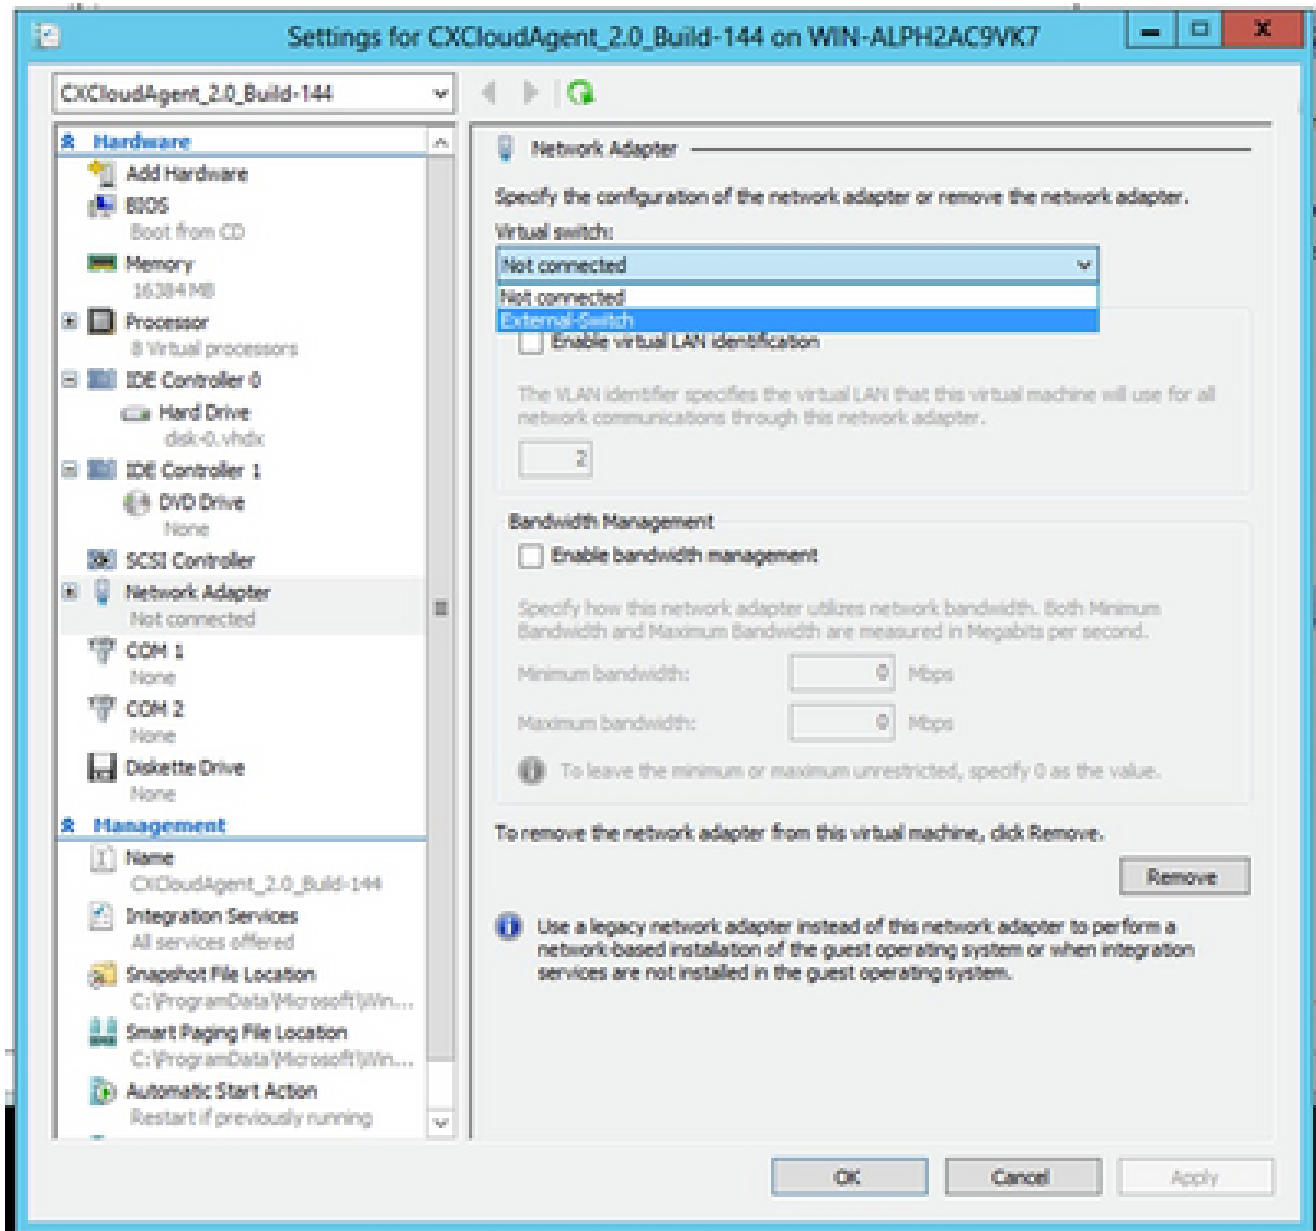 Settings for CXCloudAgent_2.0_Build-144 on WIN-ALPH2AC9VK7
CXCloudAgent_2.0_Build-144
Hardware
Add Hardware
BIOS
Boot from CD
Memory
16384 MB
Processor
8 Virtual processors
IDE Controller 0
Hard Drive
disk-0.vhdx
IDE Controller 1
DVD Drive
None
SCSI Controller
Network Adapter
Not connected
COM 1
None
COM 2
None
Diskette Drive
None
Management
Name
CXCloudAgent_2.0_Build-144
Integration Services
All services offered
Snapshot File Location
C:\ProgramData\Microsoft\Win...
Smart Paging File Location
C:\ProgramData\Microsoft\Win...
Automatic Start Action
Restart if previously running
Network Adapter
Specify the configuration of the network adapter or remove the network adapter.
Virtual switch:
Not connected
Not connected
External-Switch
Enable virtual LAN identification
The VLAN identifier specifies the virtual LAN that this virtual machine will use for all
network communications through this network adapter.
2
Bandwidth Management
Enable bandwidth management
Specify how this network adapter utilizes network bandwidth. Both Minimum
Bandwidth and Maximum Bandwidth are measured in Megabits per second.
Minimum bandwidth: 0 Mbps
Maximum bandwidth: 0 Mbps
To leave the minimum or maximum unrestricted, specify 0 as the value.
To remove the network adapter from this virtual machine, click Remove.
Remove
Use a legacy network adapter instead of this network adapter to perform a
network-based installation of the guest operating system or when integration
services are not installed in the guest operating system.
OK
Cancel
Apply